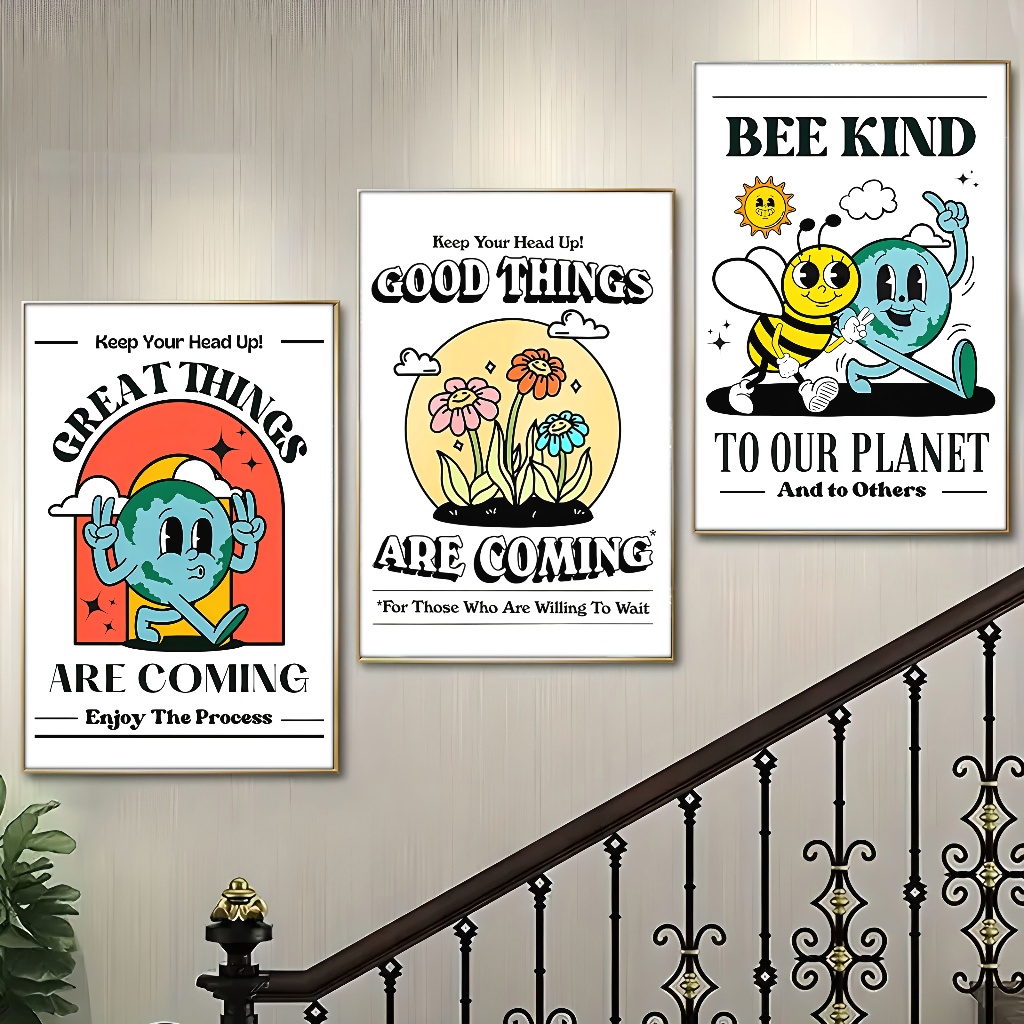 Keep Your Head Up!
GREAT THINGS
ARE COMING
Enjoy The Process
Keep Your Head Up!
GOOD THINGS
ARE COMING*
*For Those Who Are Willing To Wait
BEE KIND
TO OUR PLANET
And to Others